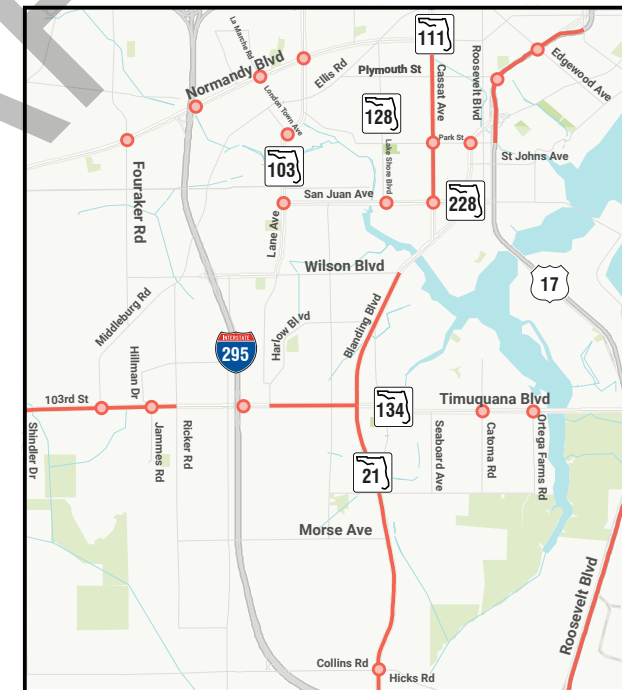 La Marche Rd
111
Normandy Blvd
Ellis Rd
Plymouth St
Cassat Ave
Roosevelt Blvd
Edgewood Ave
London Town Ave
128
Park St
St Johns Ave
Lake Shore Blvd
103
San Juan Ave
228
Fouraker Rd
Lane Ave
Wilson Blvd
17
Middleburg Rd
Harlow Blvd
Blanding Blvd
INTERSTATE
295
Hillman Dr
103rd St
134
Timuquana Blvd
Shindler Dr
Jammes Rd
Ricker Rd
Seaboard Ave
Catoma Rd
Ortega Farms Rd
21
Morse Ave
Roosevelt Blvd
Collins Rd
Hicks Rd